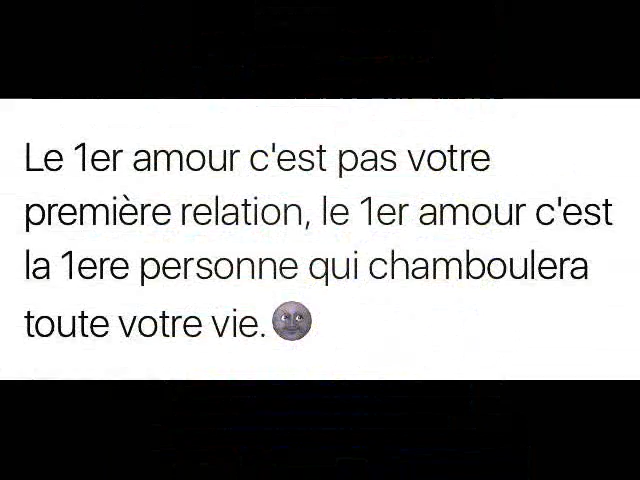 Le 1er amour c'est pas votre
première relation, le 1er amour c'est
la 1ere personne qui chamboulera
toute votre vie.🌚